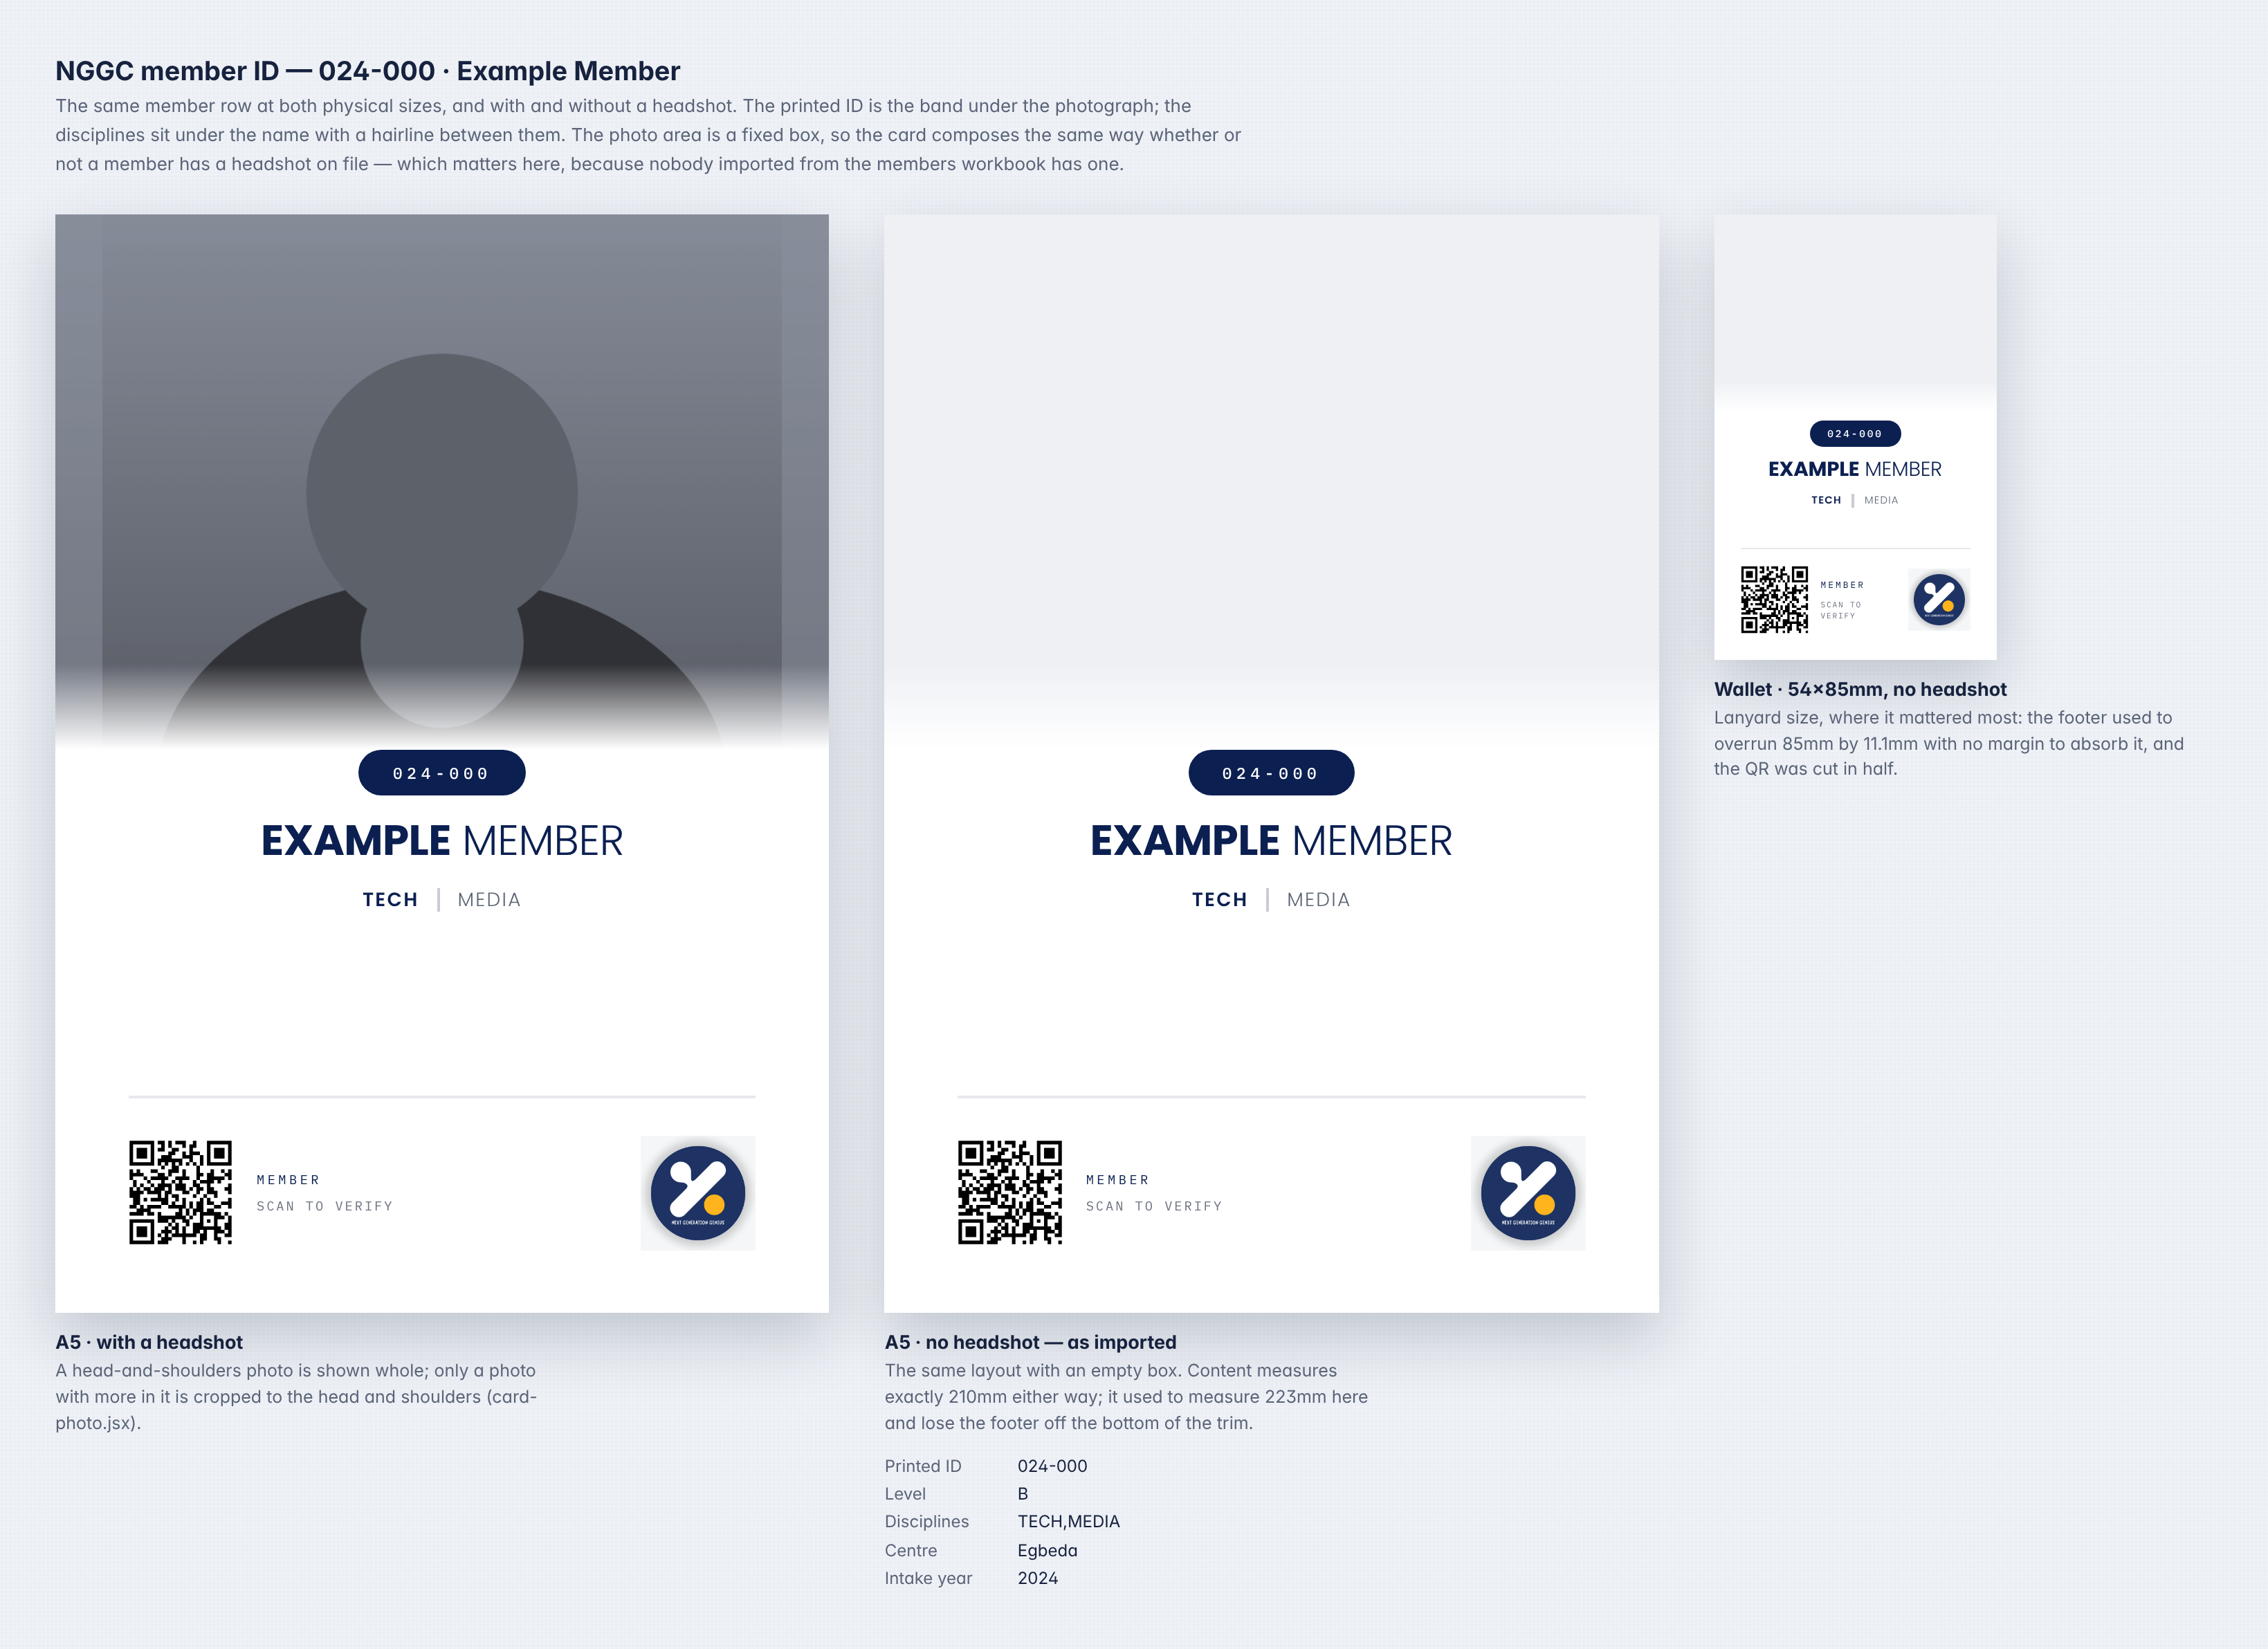 NGGC member ID — 024-000 · Example Member
The same member row at both physical sizes, and with and without a headshot. The printed ID is the band under the photograph; the
disciplines sit under the name with a hairline between them. The photo area is a fixed box, so the card composes the same way whether or
not a member has a headshot on file — which matters here, because nobody imported from the members workbook has one.
024-000
EXAMPLE MEMBER
TECH | MEDIA
MEMBER
SCAN TO VERIFY
NEXT GENERATION GENIUS
A5 · with a headshot
A head-and-shoulders photo is shown whole; only a photo
with more in it is cropped to the head and shoulders (card-
photo.jsx).
024-000
EXAMPLE MEMBER
TECH | MEDIA
MEMBER
SCAN TO VERIFY
NEXT GENERATION GENIUS
A5 · no headshot — as imported
The same layout with an empty box. Content measures
exactly 210mm either way; it used to measure 223mm here
and lose the footer off the bottom of the trim.
Printed ID 024-000
Level B
Disciplines TECH,MEDIA
Centre Egbeda
Intake year 2024
024-000
EXAMPLE MEMBER
TECH | MEDIA
MEMBER
SCAN TO
VERIFY
Wallet · 54×85mm, no headshot
Lanyard size, where it mattered most: the footer used to
overrun 85mm by 11.1mm with no margin to absorb it, and
the QR was cut in half.